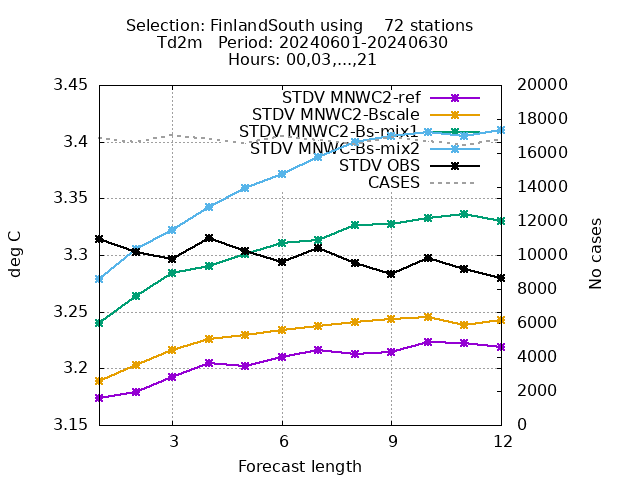 Selection: FinlandSouth using 72 stations
Td2m Period: 20240601-20240630
Hours: 00,03,...,21
3.45
3.4
3.35
3.3
3.25
3.2
3.15
20000
18000
16000
14000
12000
10000
8000
6000
4000
2000
0
STDV MNWC2-ref
STDV MNWC2-Bscale
STDV MNWC2-Bs-mix1
STDV MNWC-Bs-mix2
STDV OBS
CASES
deg C
No cases
3
6
9
12
Forecast length